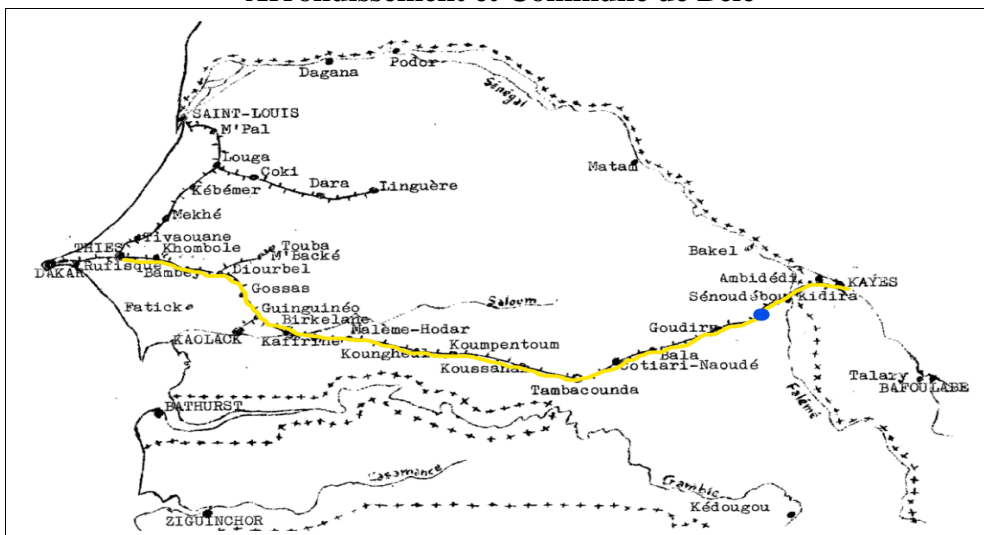 Arrondissement et Commune de Bélé
Dagana
Podor
Sénégal
SAINT-LOUIS
M'Pal
Louga
Coki
Dara
Linguère
Kébémer
Matam
Mekhé
Tivaouane
THIES
Khombole
Touba
M'Backé
Bakel
DAKAR
Rufisque
Bambey
Diourbel
Ambidédi
KAYES
Gossas
Sénoudébou
Kidira
Fatick
Guinguinéo
Saloum
Birkelane
KAOLACK
Kaffrine
Malème-Hodar
Goudiry
Koungheul
Koumpentoum
Bala
Koussanar
Cotiari-Naoudé
Tambacounda
Talary
BAFOULABE
Falémé
BATHURST
Casamance
Gambie
Kédougou
ZIGUINCHOR